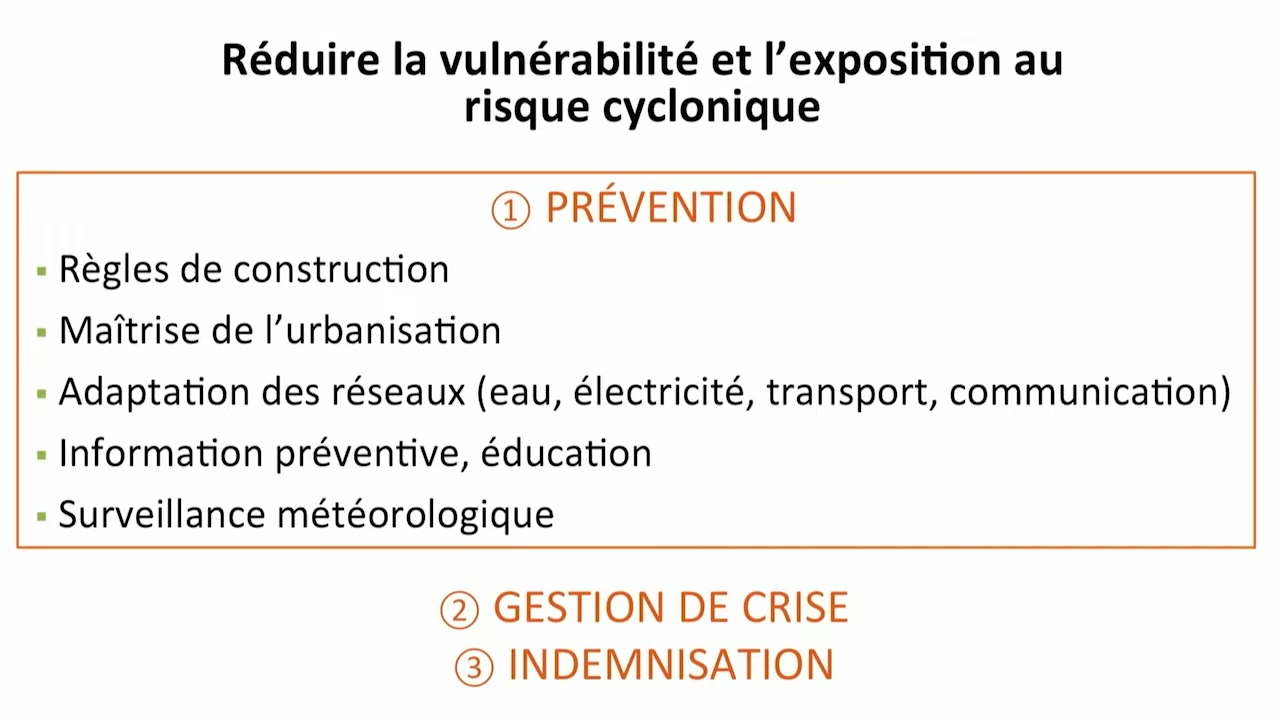 Réduire la vulnérabilité et l’exposition au
risque cyclonique
① PRÉVENTION
▪ Règles de construction
▪ Maîtrise de l’urbanisation
▪ Adaptation des réseaux (eau, électricité, transport, communication)
▪ Information préventive, éducation
▪ Surveillance météorologique
② GESTION DE CRISE
③ INDEMNISATION